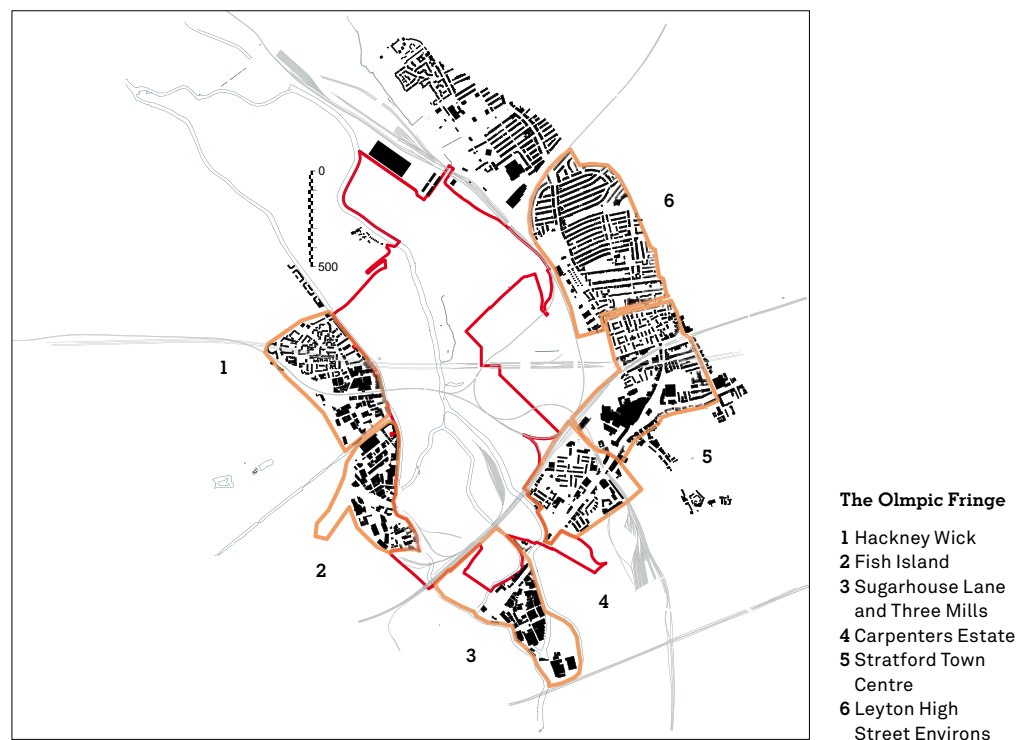 0
500
6
1
5
2
4
3
The Olmpic Fringe
1 Hackney Wick
2 Fish Island
3 Sugarhouse Lane
and Three Mills
4 Carpenters Estate
5 Stratford Town
Centre
6 Leyton High
Street Environs